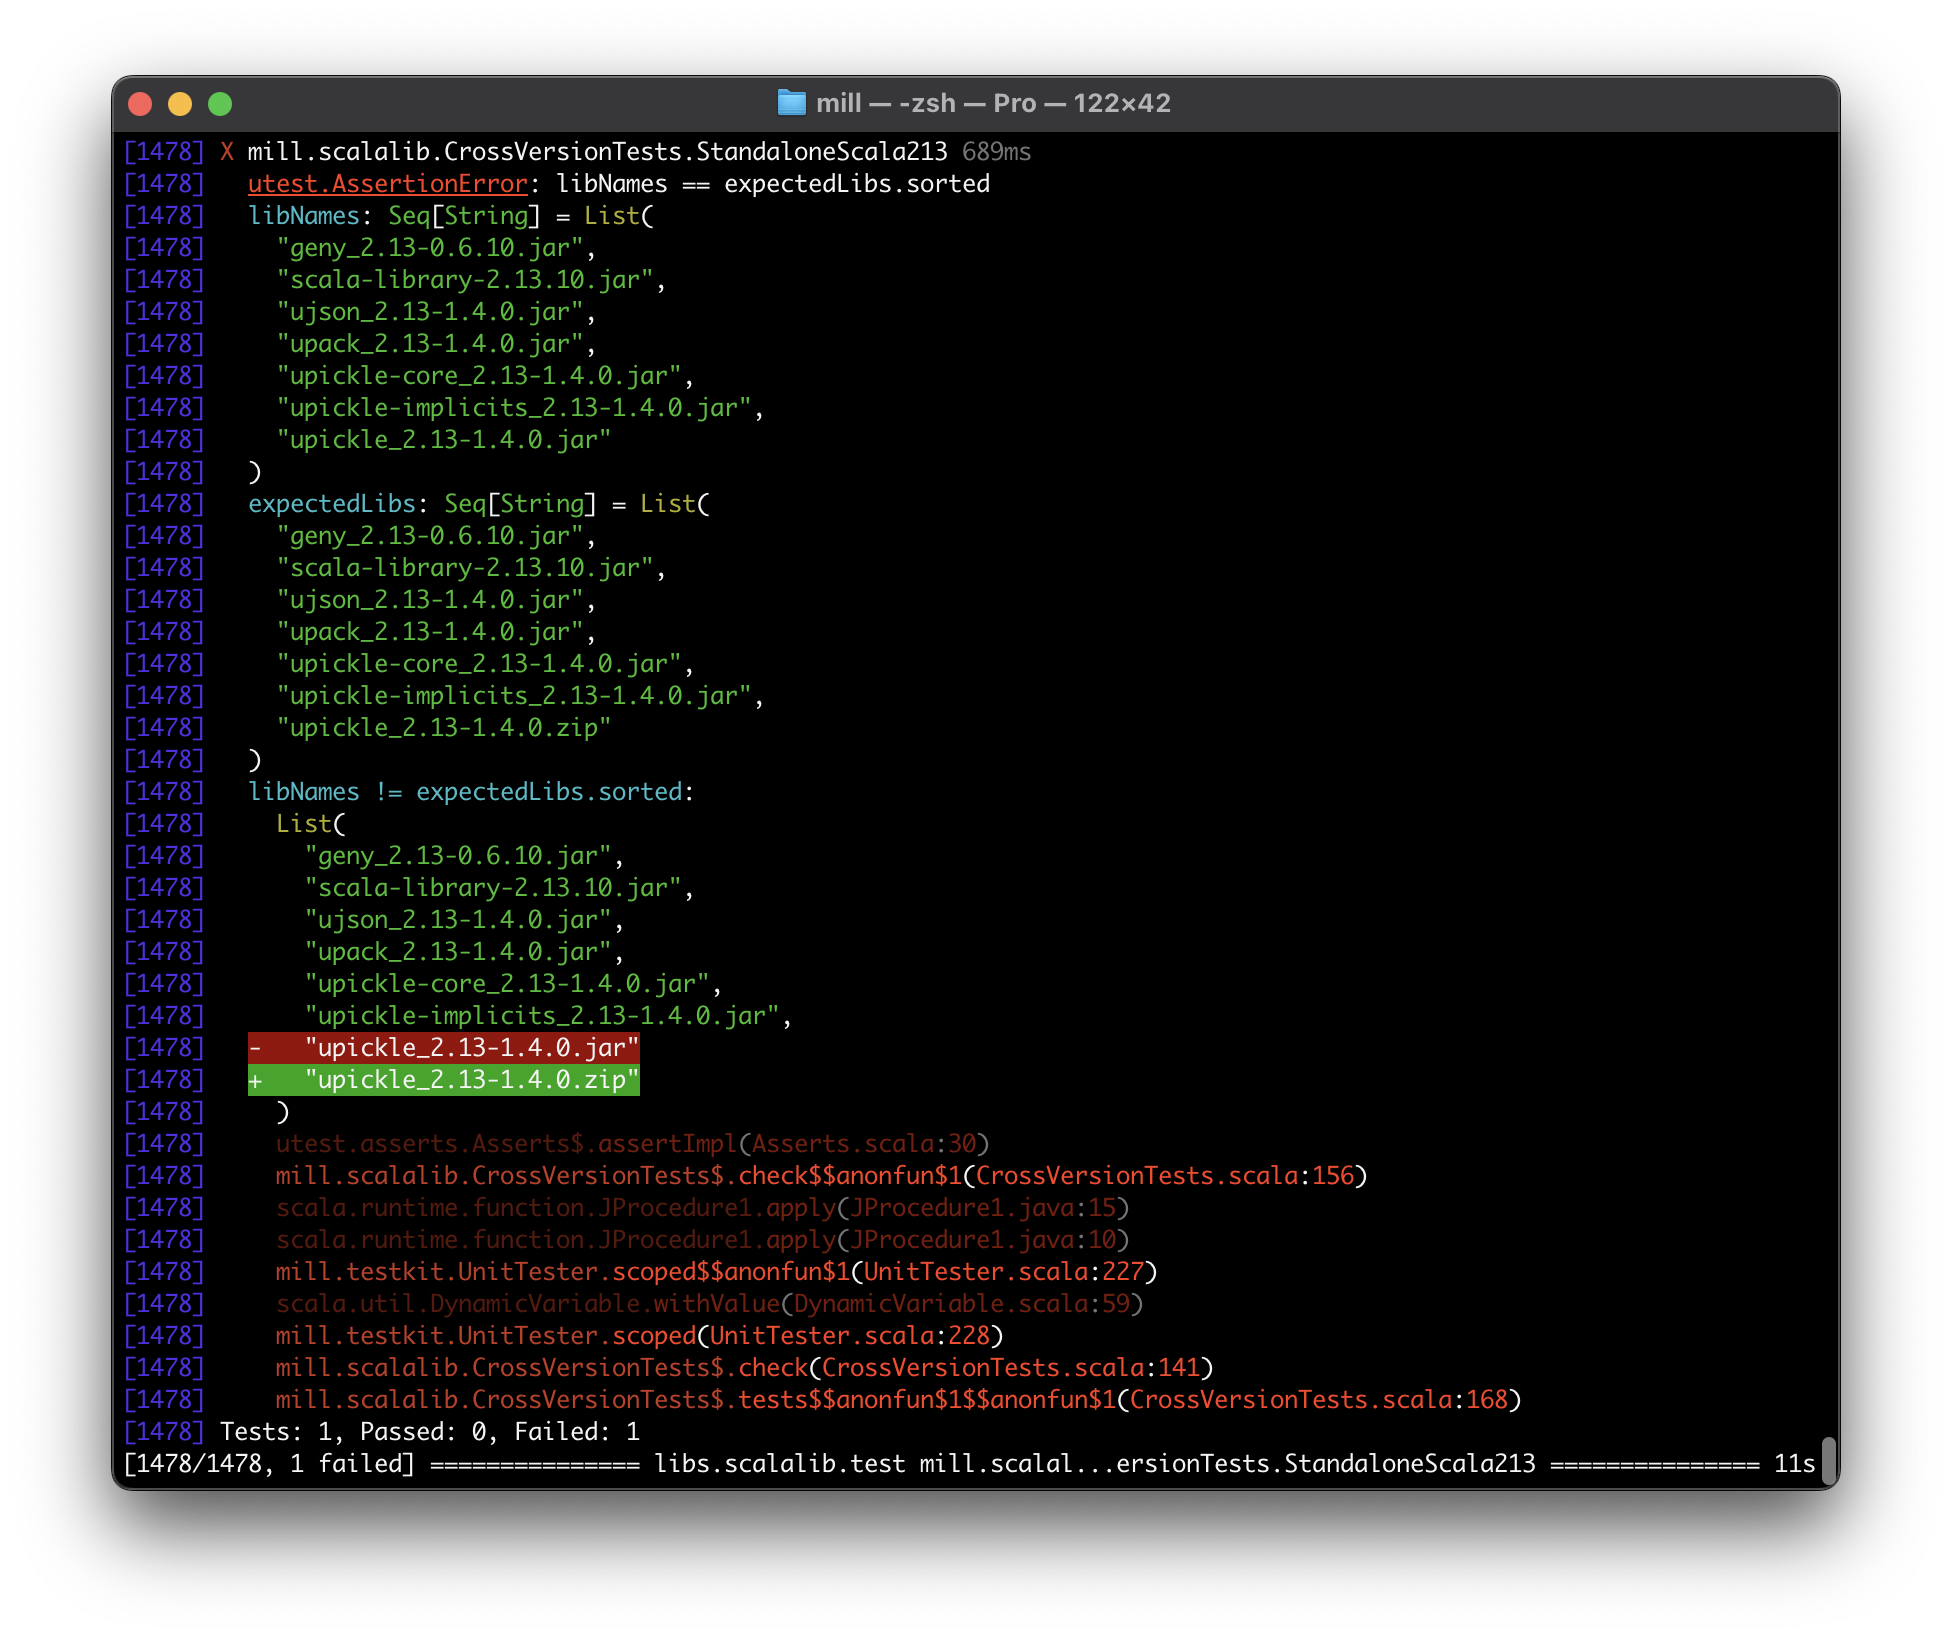 mill — -zsh — Pro — 122×42
[1478] X mill.scalalib.CrossVersionTests.StandaloneScala213 689ms
[1478]   utest.AssertionError: libNames == expectedLibs.sorted
[1478]   libNames: Seq[String] = List(
[1478]     "geny_2.13-0.6.10.jar",
[1478]     "scala-library-2.13.10.jar",
[1478]     "ujson_2.13-1.4.0.jar",
[1478]     "upack_2.13-1.4.0.jar",
[1478]     "upickle-core_2.13-1.4.0.jar",
[1478]     "upickle-implicits_2.13-1.4.0.jar",
[1478]     "upickle_2.13-1.4.0.jar"
[1478]   )
[1478]   expectedLibs: Seq[String] = List(
[1478]     "geny_2.13-0.6.10.jar",
[1478]     "scala-library-2.13.10.jar",
[1478]     "ujson_2.13-1.4.0.jar",
[1478]     "upack_2.13-1.4.0.jar",
[1478]     "upickle-core_2.13-1.4.0.jar",
[1478]     "upickle-implicits_2.13-1.4.0.jar",
[1478]     "upickle_2.13-1.4.0.zip"
[1478]   )
[1478]   libNames != expectedLibs.sorted:
[1478]     List(
[1478]       "geny_2.13-0.6.10.jar",
[1478]       "scala-library-2.13.10.jar",
[1478]       "ujson_2.13-1.4.0.jar",
[1478]       "upack_2.13-1.4.0.jar",
[1478]       "upickle-core_2.13-1.4.0.jar",
[1478]       "upickle-implicits_2.13-1.4.0.jar",
[1478]   -   "upickle_2.13-1.4.0.jar"
[1478]   +   "upickle_2.13-1.4.0.zip"
[1478]     )
[1478]     utest.asserts.Asserts$.assertImpl(Asserts.scala:30)
[1478]     mill.scalalib.CrossVersionTests$.check$$anonfun$1(CrossVersionTests.scala:156)
[1478]     scala.runtime.function.JProcedure1.apply(JProcedure1.java:15)
[1478]     scala.runtime.function.JProcedure1.apply(JProcedure1.java:10)
[1478]     mill.testkit.UnitTester.scoped$$anonfun$1(UnitTester.scala:227)
[1478]     scala.util.DynamicVariable.withValue(DynamicVariable.scala:59)
[1478]     mill.testkit.UnitTester.scoped(UnitTester.scala:228)
[1478]     mill.scalalib.CrossVersionTests$.check(CrossVersionTests.scala:141)
[1478]     mill.scalalib.CrossVersionTests$.tests$$anonfun$1$$anonfun$1(CrossVersionTests.scala:168)
[1478] Tests: 1, Passed: 0, Failed: 1
[1478/1478, 1 failed] =============== libs.scalalib.test mill.scalal...ersionTests.StandaloneScala213 =============== 11s